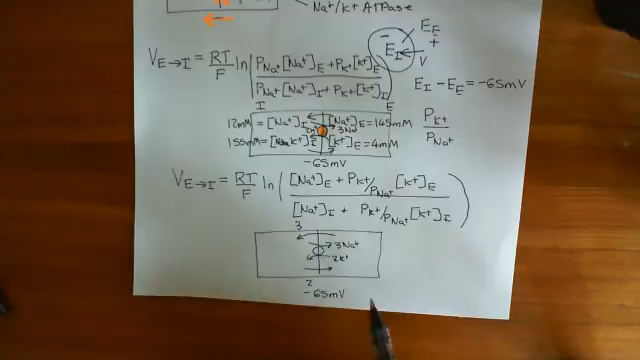 Na⁺/K⁺ ATPase
V_E→I = RT/F ln( P_Na⁺[Na⁺]_E + P_K⁺[K⁺]_E / P_Na⁺[Na⁺]_I + P_K⁺[K⁺]_I )
E_E
- E_I +
V
E_I - E_E = -65mV
I E
12mM = [Na⁺]_I [Na⁺]_E = 145mM
2K⁺ 3Na⁺
155mM = [K⁺]_I [K⁺]_E = 4mM
-65mV
P_K⁺/P_Na⁺
V_E→I = RT/F ln( [Na⁺]_E + P_K⁺/P_Na⁺ [K⁺]_E / [Na⁺]_I + P_K⁺/P_Na⁺ [K⁺]_I )
3
3Na⁺
2K⁺
2
-65mV